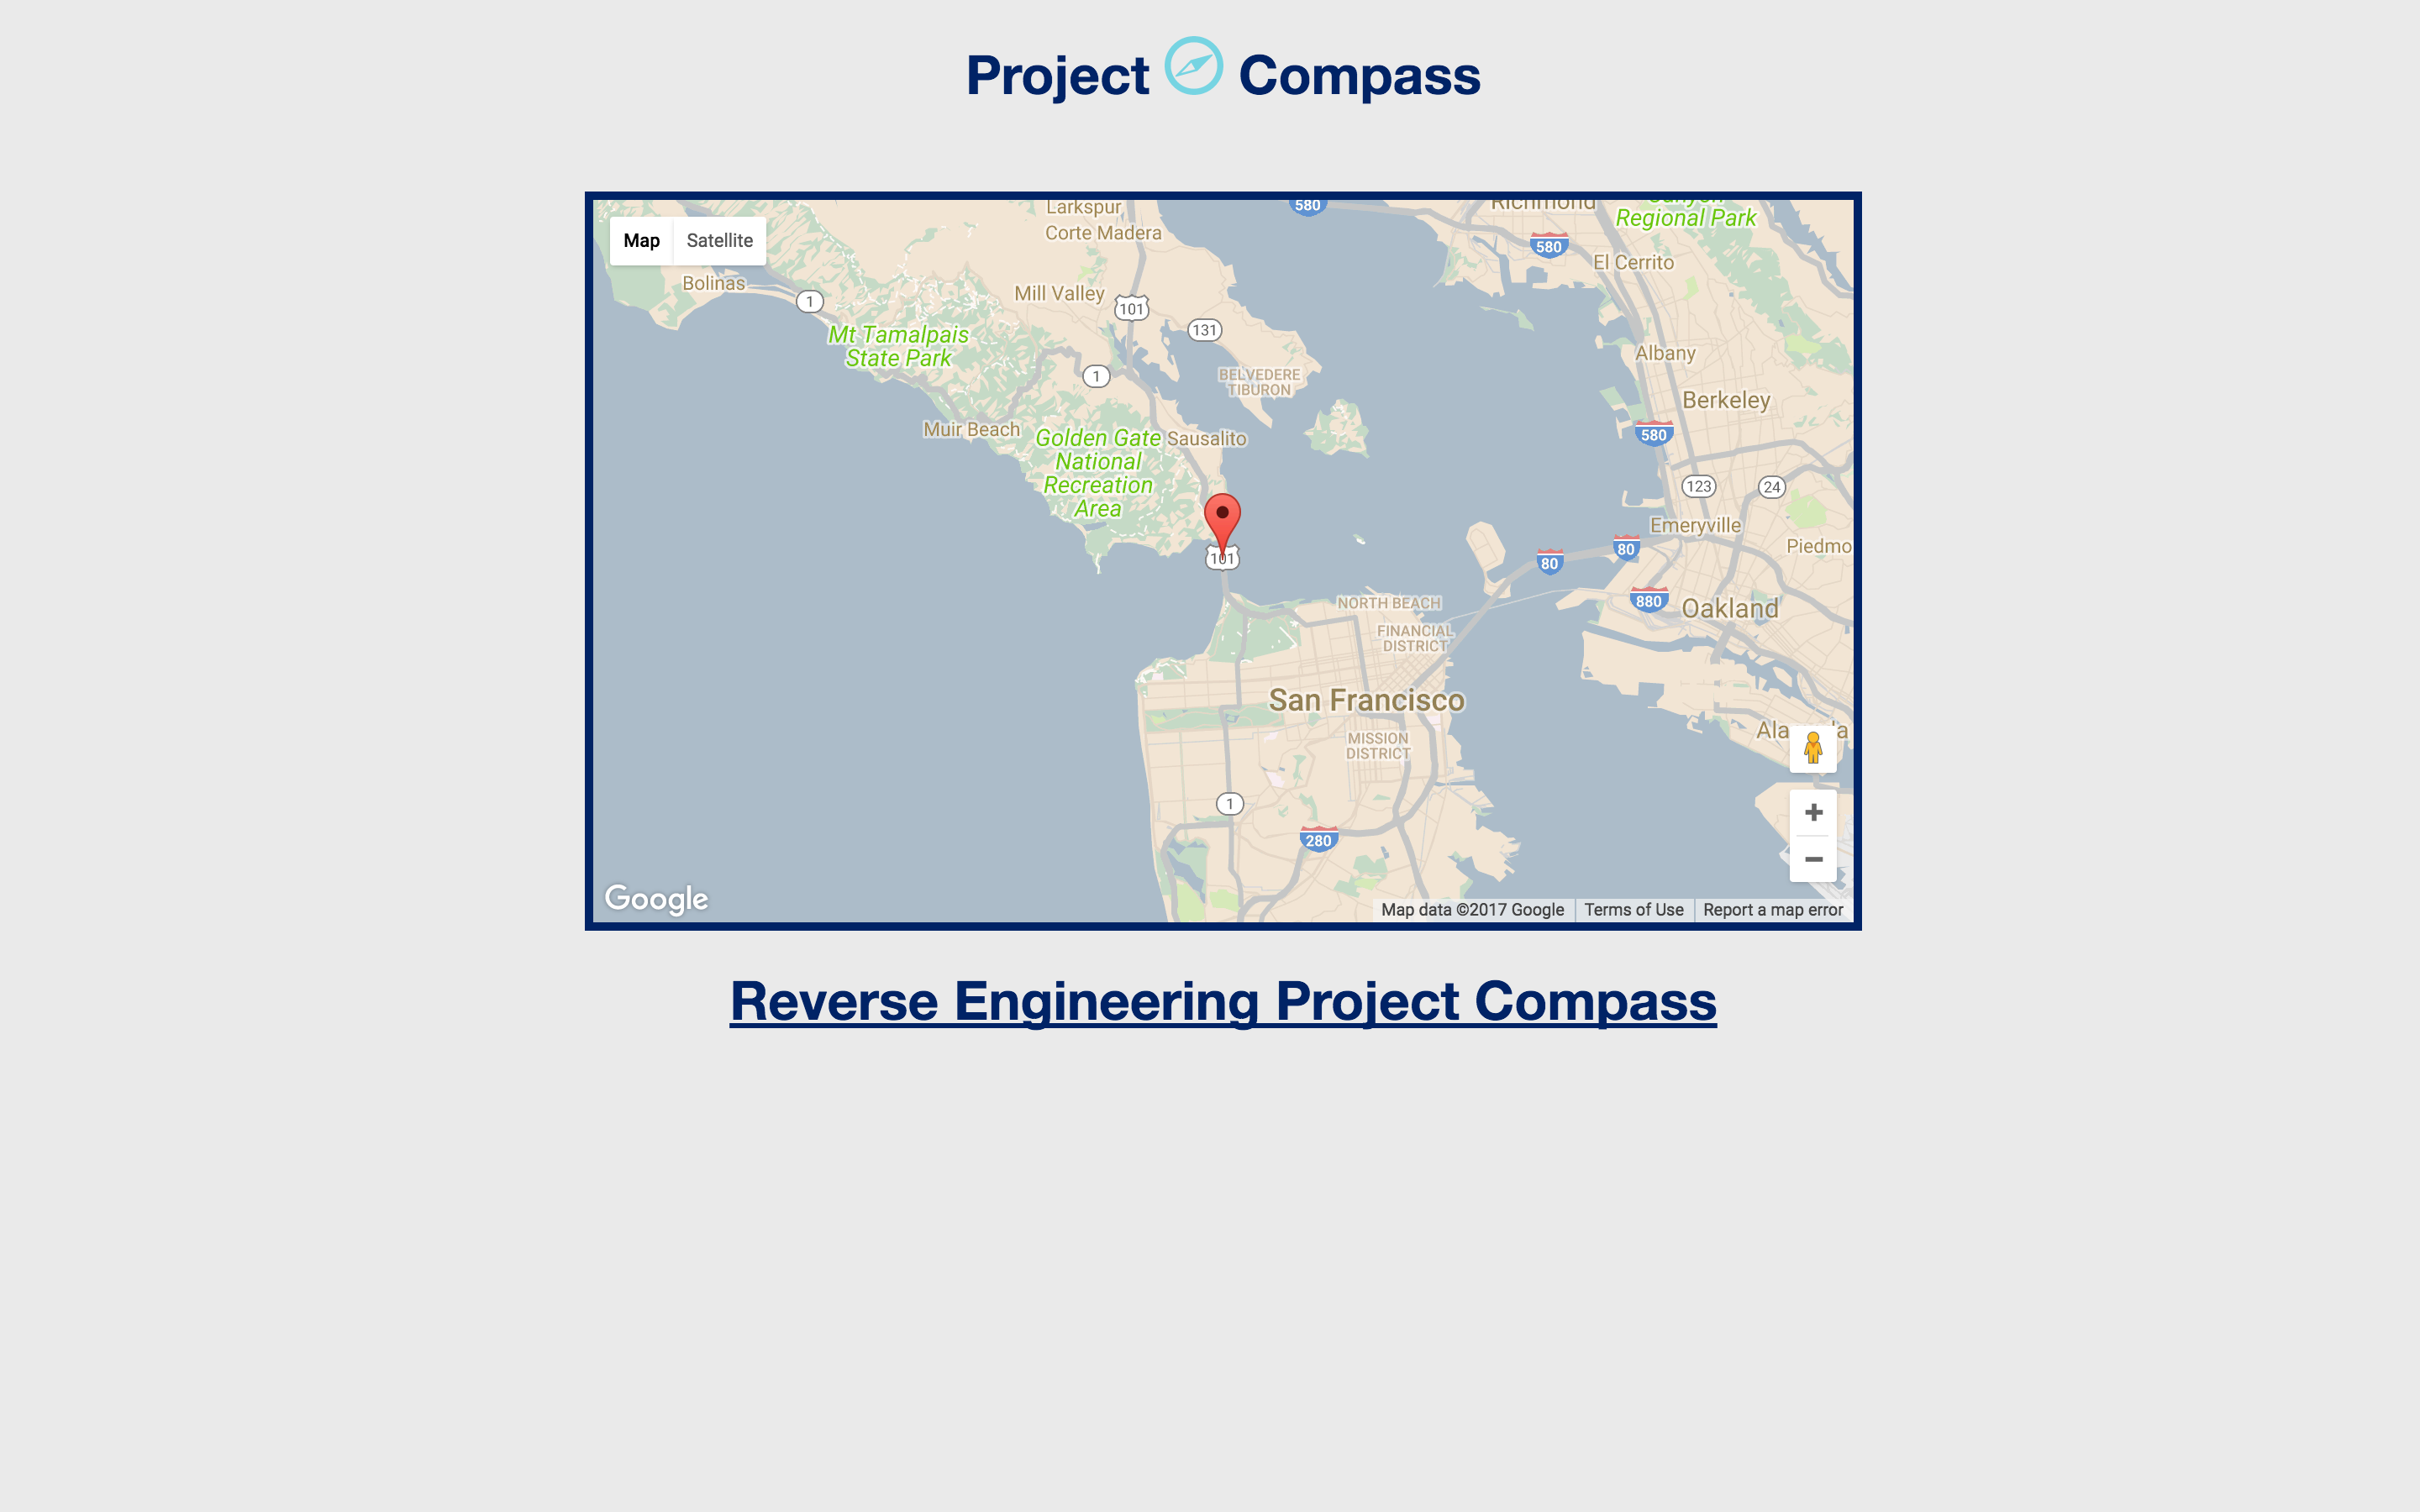 Project Compass
Larkspur
Corte Madera
580
Richmond
Canyon
Regional Park
Map Satellite
580
El Cerrito
Bolinas
1
Mill Valley
101
131
Mt Tamalpais
State Park
Albany
1
BELVEDERE
TIBURON
Berkeley
Muir Beach
Golden Gate
National
Recreation
Area
Sausalito
580
123
24
Emeryville
101
80
80
Piedmo
880
Oakland
NORTH BEACH
FINANCIAL
DISTRICT
San Francisco
MISSION
DISTRICT
1
280
Google
Map data ©2017 Google
Terms of Use
Report a map error
Reverse Engineering Project Compass